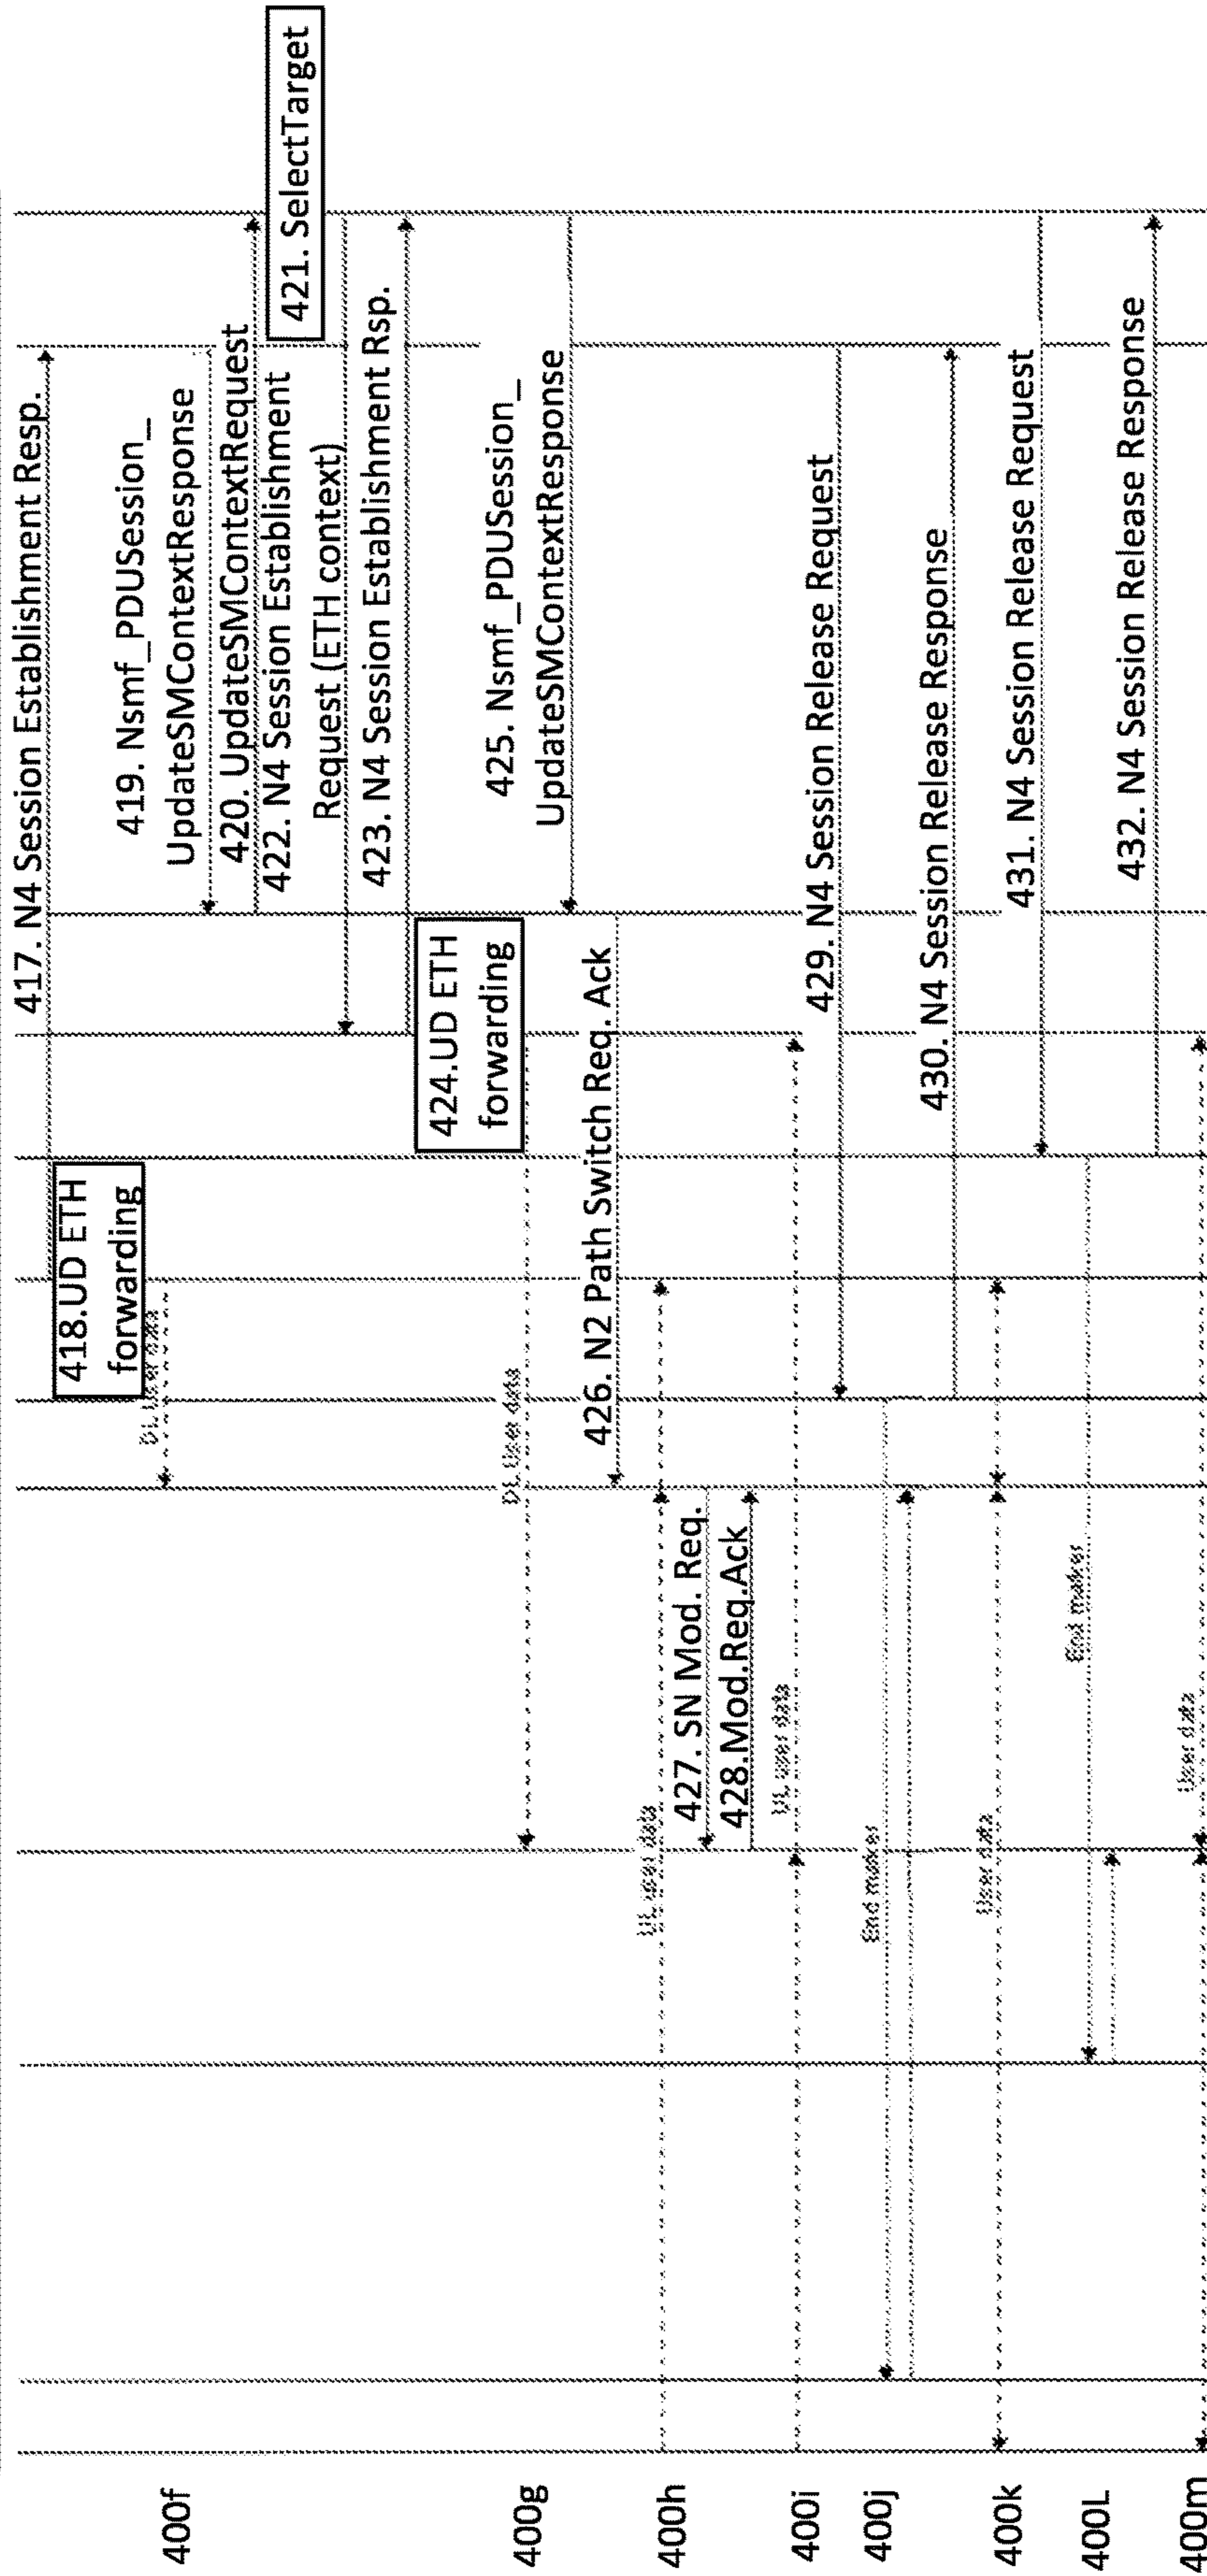 417. N4 Session Establishment Resp.
418.UD ETH
forwarding
400f
DL User data
419. Nsmf_PDUSession_
UpdateSMContextResponse
420. UpdateSMContextRequest
421. SelectTarget
422. N4 Session Establishment
Request (ETH context)
423. N4 Session Establishment Rsp.
424.UD ETH
forwarding
400g
DL User data
425. Nsmf_PDUSession_
UpdateSMContextResponse
426. N2 Path Switch Req. Ack
400h
UL user data
427. SN Mod. Req.
428.Mod.Req.Ack
400i
UL user data
429. N4 Session Release Request
400j
End makes
430. N4 Session Release Response
400k
User data
431. N4 Session Release Request
400L
End makes
432. N4 Session Release Response
400m
User data